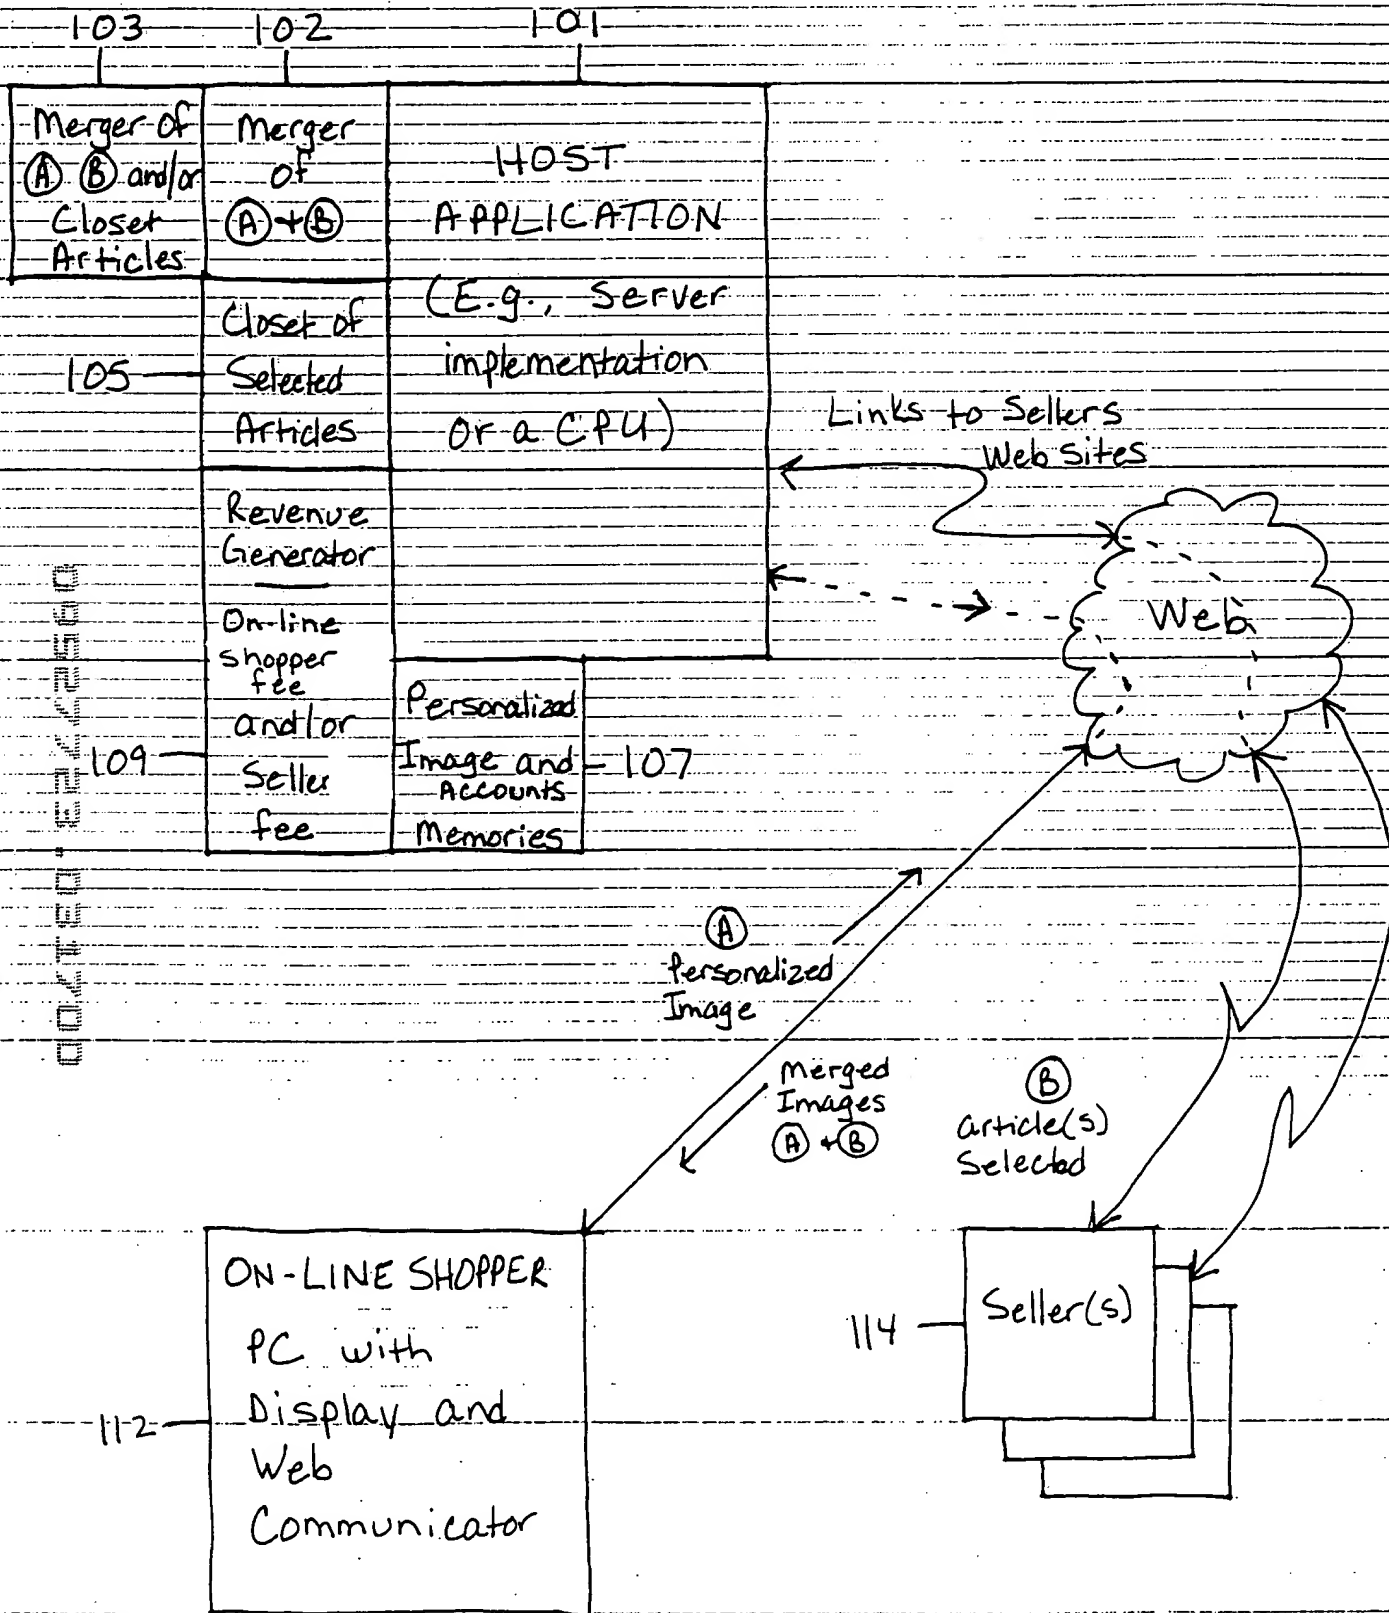 103
102
101
Merger of
Ⓐ Ⓑ and/or
Closet
Articles
Merger
of
Ⓐ + Ⓑ
HOST
APPLICATION
(E.g., Server
implementation
or a CPU)
105
Closet of
Selected
Articles
Links to Sellers
Web Sites
Revenue
Generator
On-line
shopper
fee
and/or
Seller
fee
109
Personalized
Image and
Accounts
Memories
107
Web
Ⓐ
Personalized
Image
Merged
Images
Ⓐ + Ⓑ
Ⓑ
article(s)
Selected
ON-LINE SHOPPER
PC with
Display and
Web
Communicator
112
114
Seller(s)